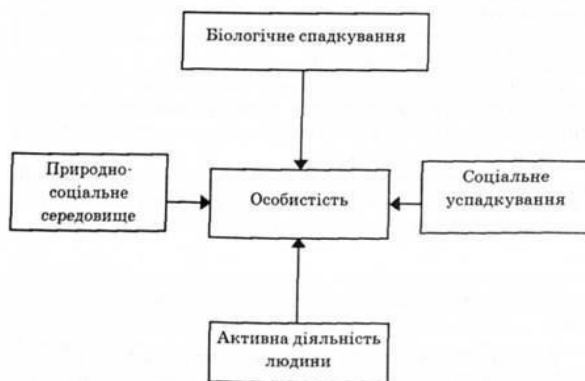 Біологічне спадкування
Природно-
соціальне
середовище
Особистість
Соціальне
успадкування
Активна діяльність
людини